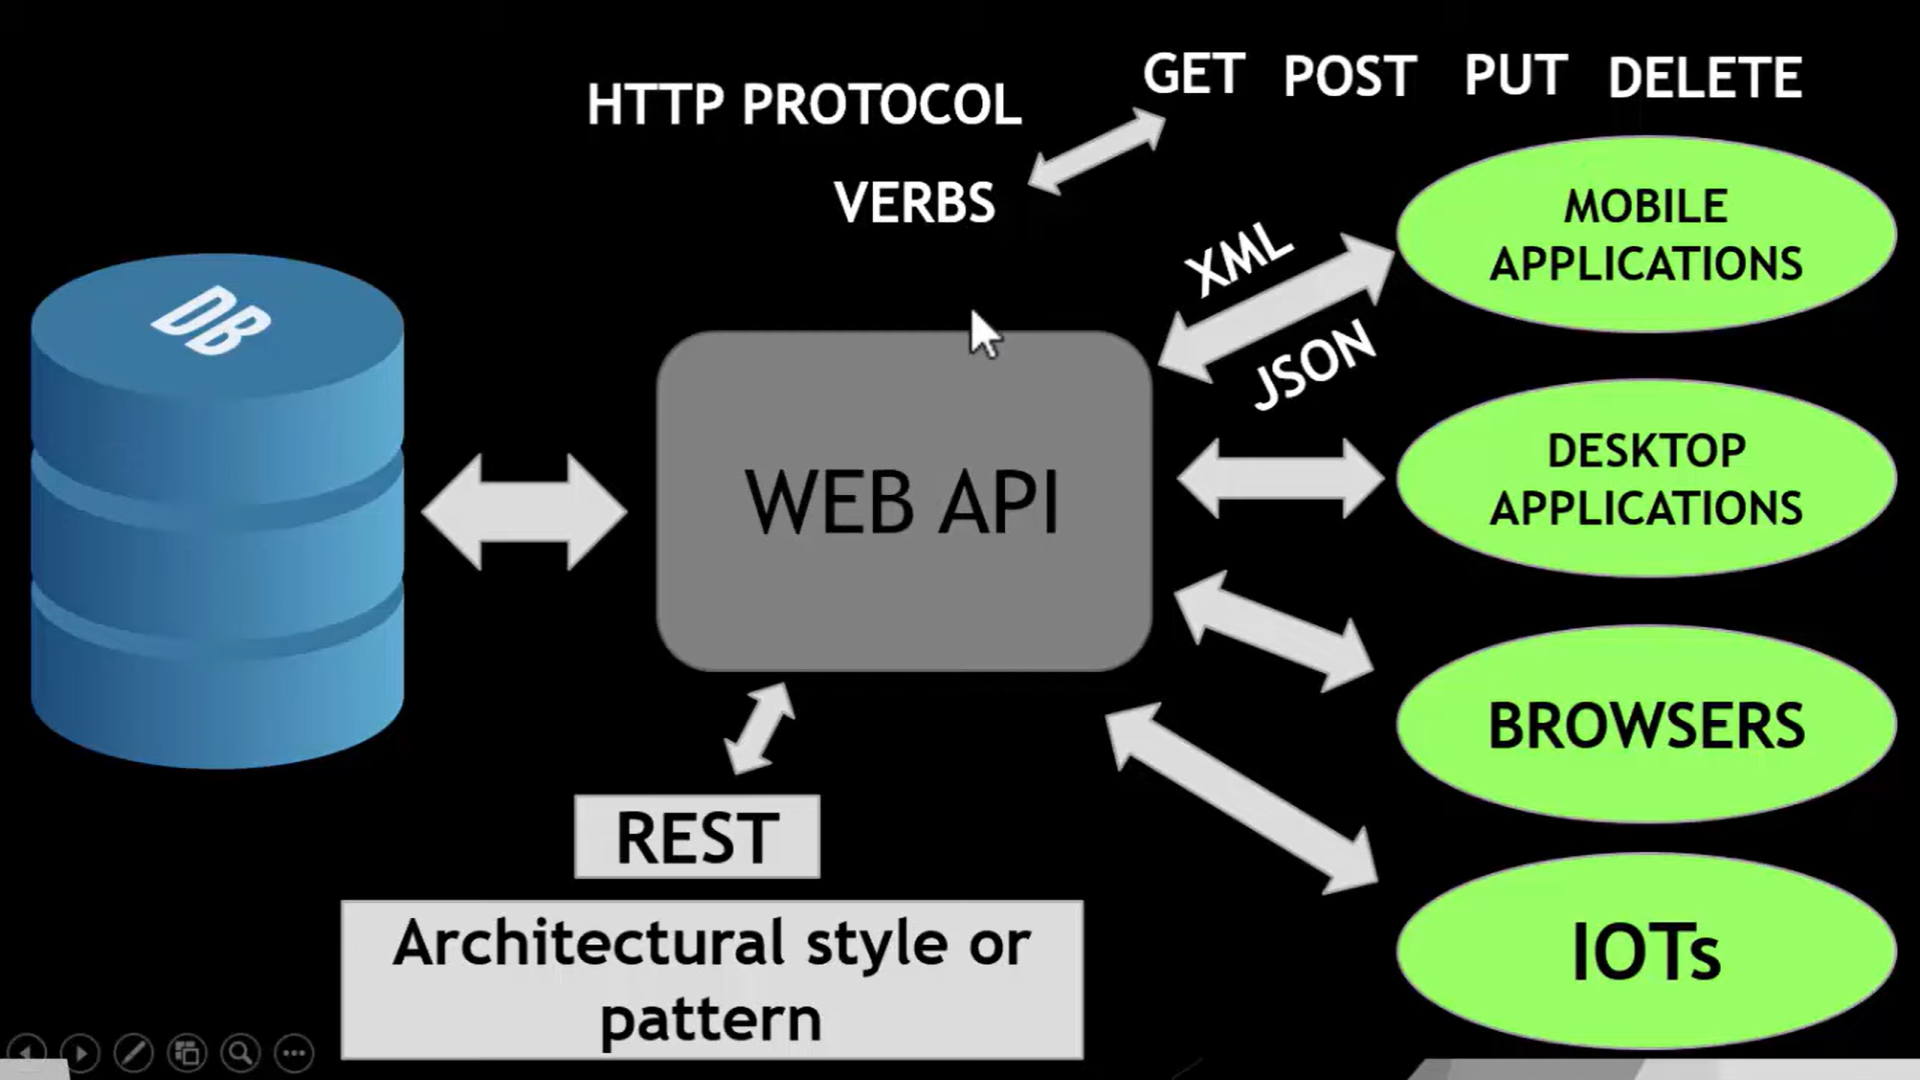 GET POST PUT DELETE
HTTP PROTOCOL
VERBS
MOBILE
APPLICATIONS
XML
JSON
DB
WEB API
DESKTOP
APPLICATIONS
BROWSERS
REST
Architectural style or
pattern
IOTs